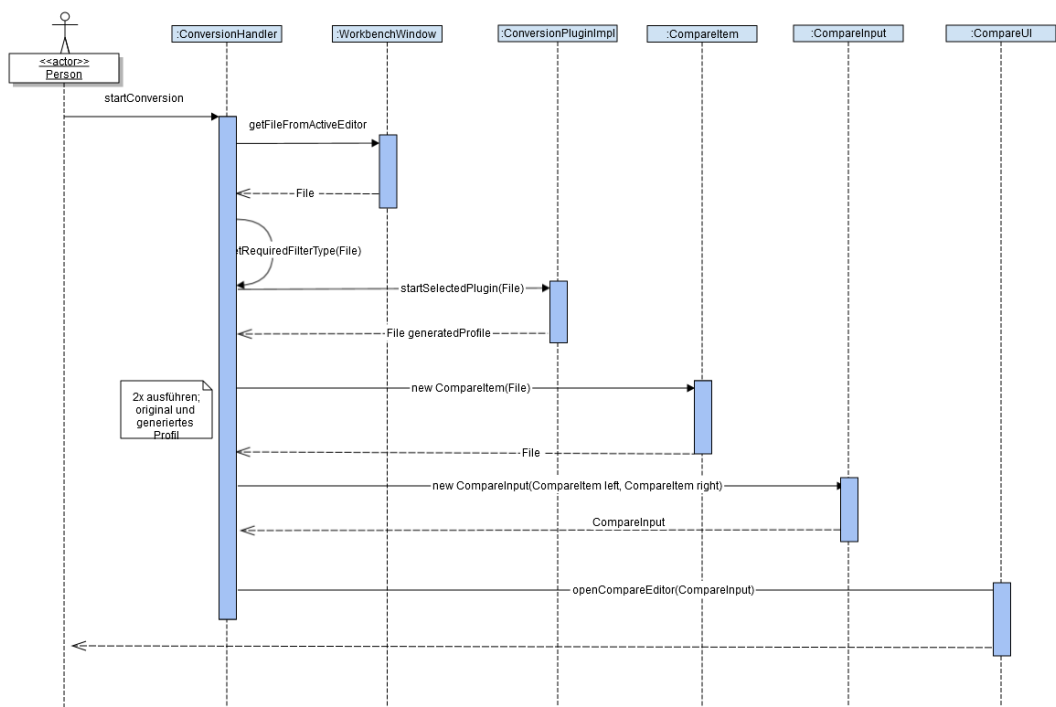 :ConversionHandler
:WorkbenchWindow
:ConversionPluginImpl
:CompareItem
:CompareInput
:CompareUI
<<actor>>
Person
startConversion
getFileFromActiveEditor
File
etRequiredFilterType(File)
startSelectedPlugin(File)
File generatedProfile
new CompareItem(File)
2x ausführen;
original und
generiertes
Profil
File
new CompareInput(CompareItem left, CompareItem right)
CompareInput
openCompareEditor(CompareInput)